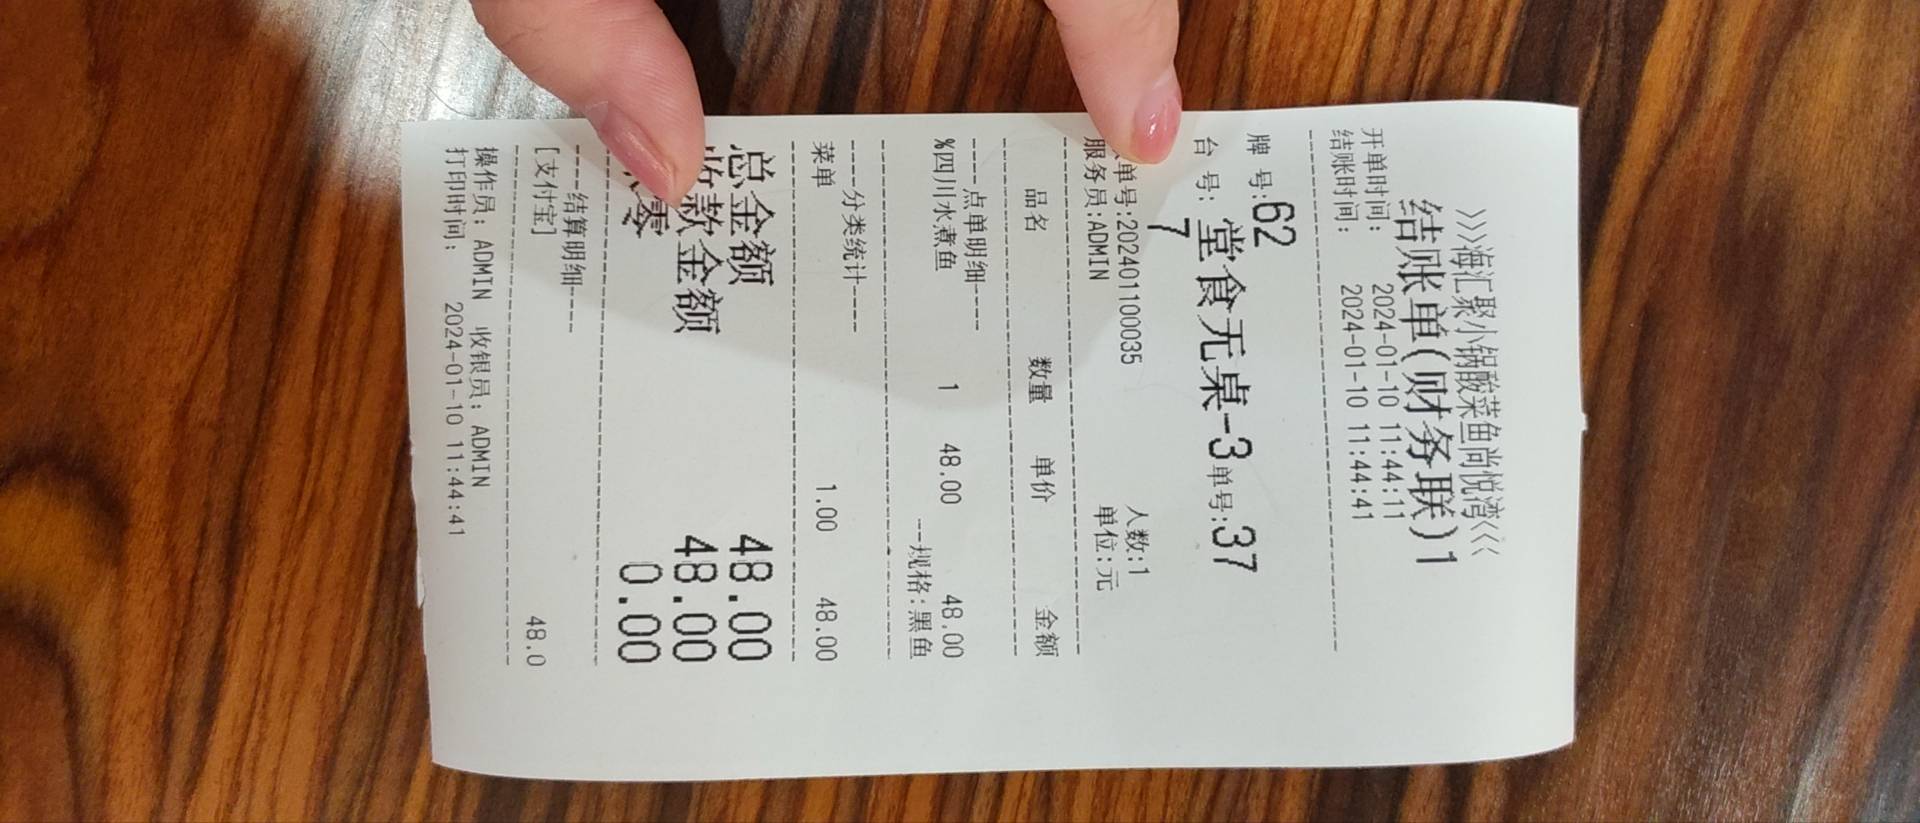 >>>海汇聚小锅酸菜鱼尚悦湾<<<
结账单(财务联)1
开单时间: 2024-01-10 11:44:11
结账时间: 2024-01-10 11:44:41
牌 号:62
台 号: 堂食无桌-3 单号:37
7
单号:202401100035 人数:1
服务员:ADMIN 单位:元
品名 数量 单价 金额
----点单明细----
%四川水煮鱼 1 48.00 48.00
--规格:黑鱼
----分类统计----
菜单 1.00 48.00
总金额 48.00
收款金额 48.00
零 0.00
----结算明细----
[支付宝] 48.0
操作员: ADMIN 收银员: ADMIN
打印时间: 2024-01-10 11:44:41